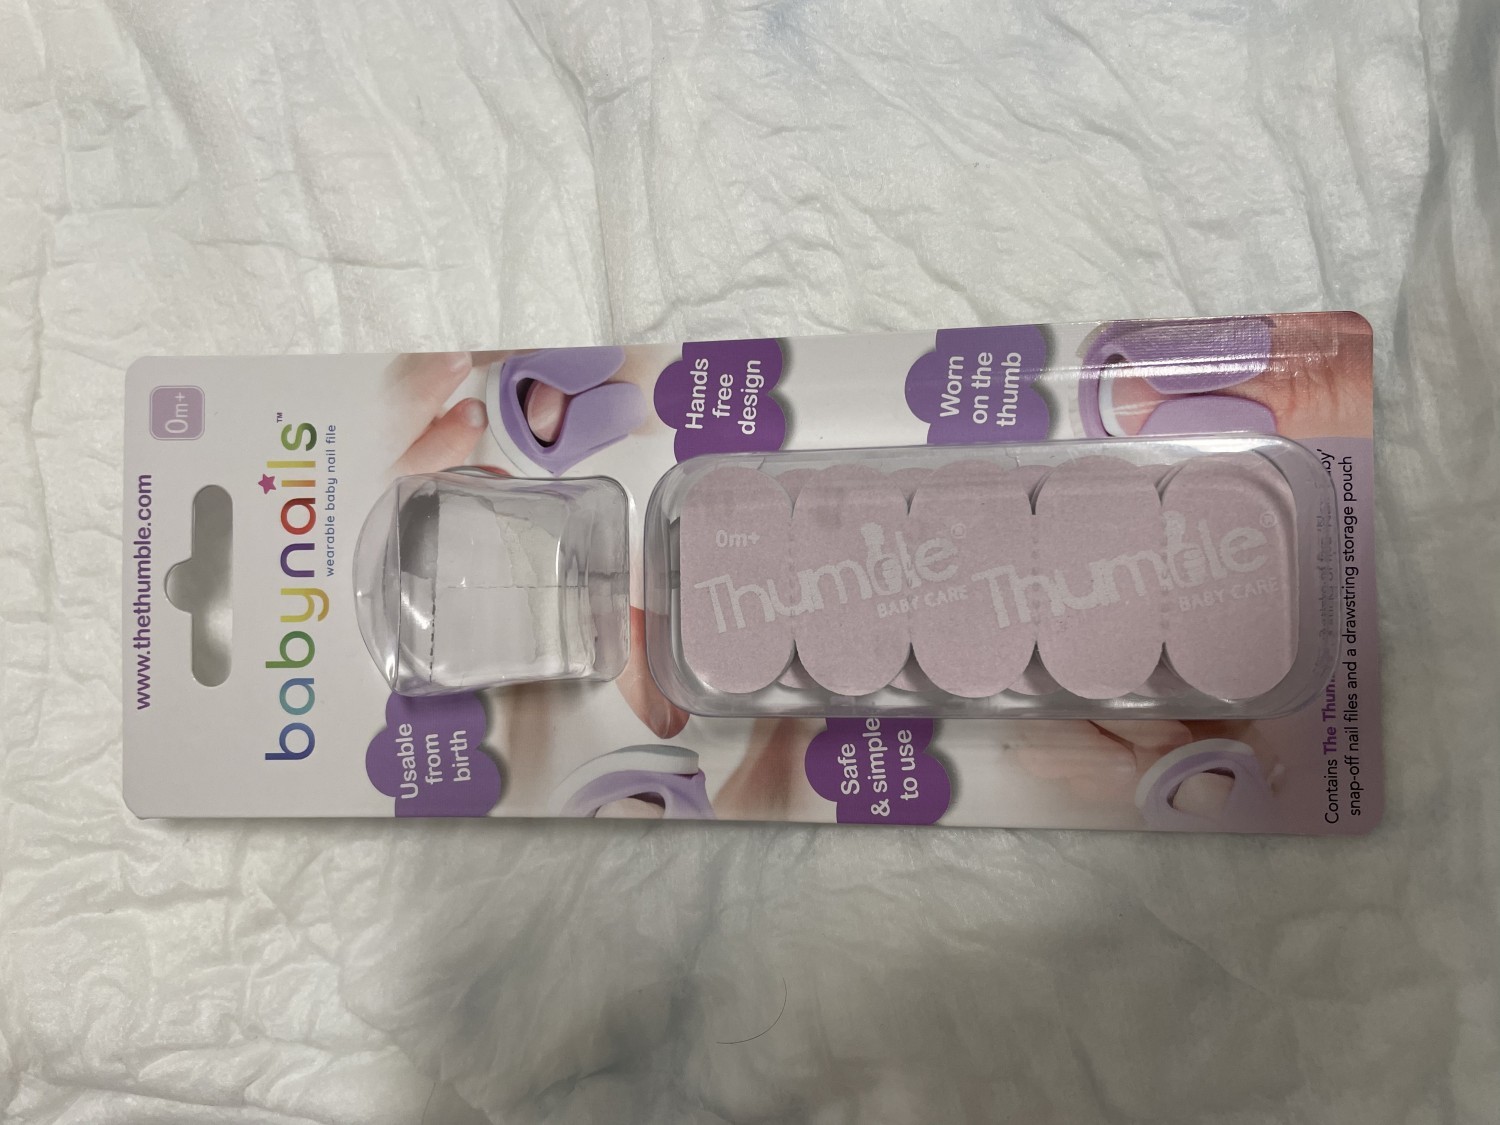 www.thethumble.com
0m+
babynails™
wearable baby nail file
Usable
from
birth
Hands
free
design
Safe
& simple
to use
Worn
on the
thumb
0m+
Thumble®
BABY CARE
Thumble®
BABY CARE
Contains The Thum
snap-off nail files and a drawstring storage pouch